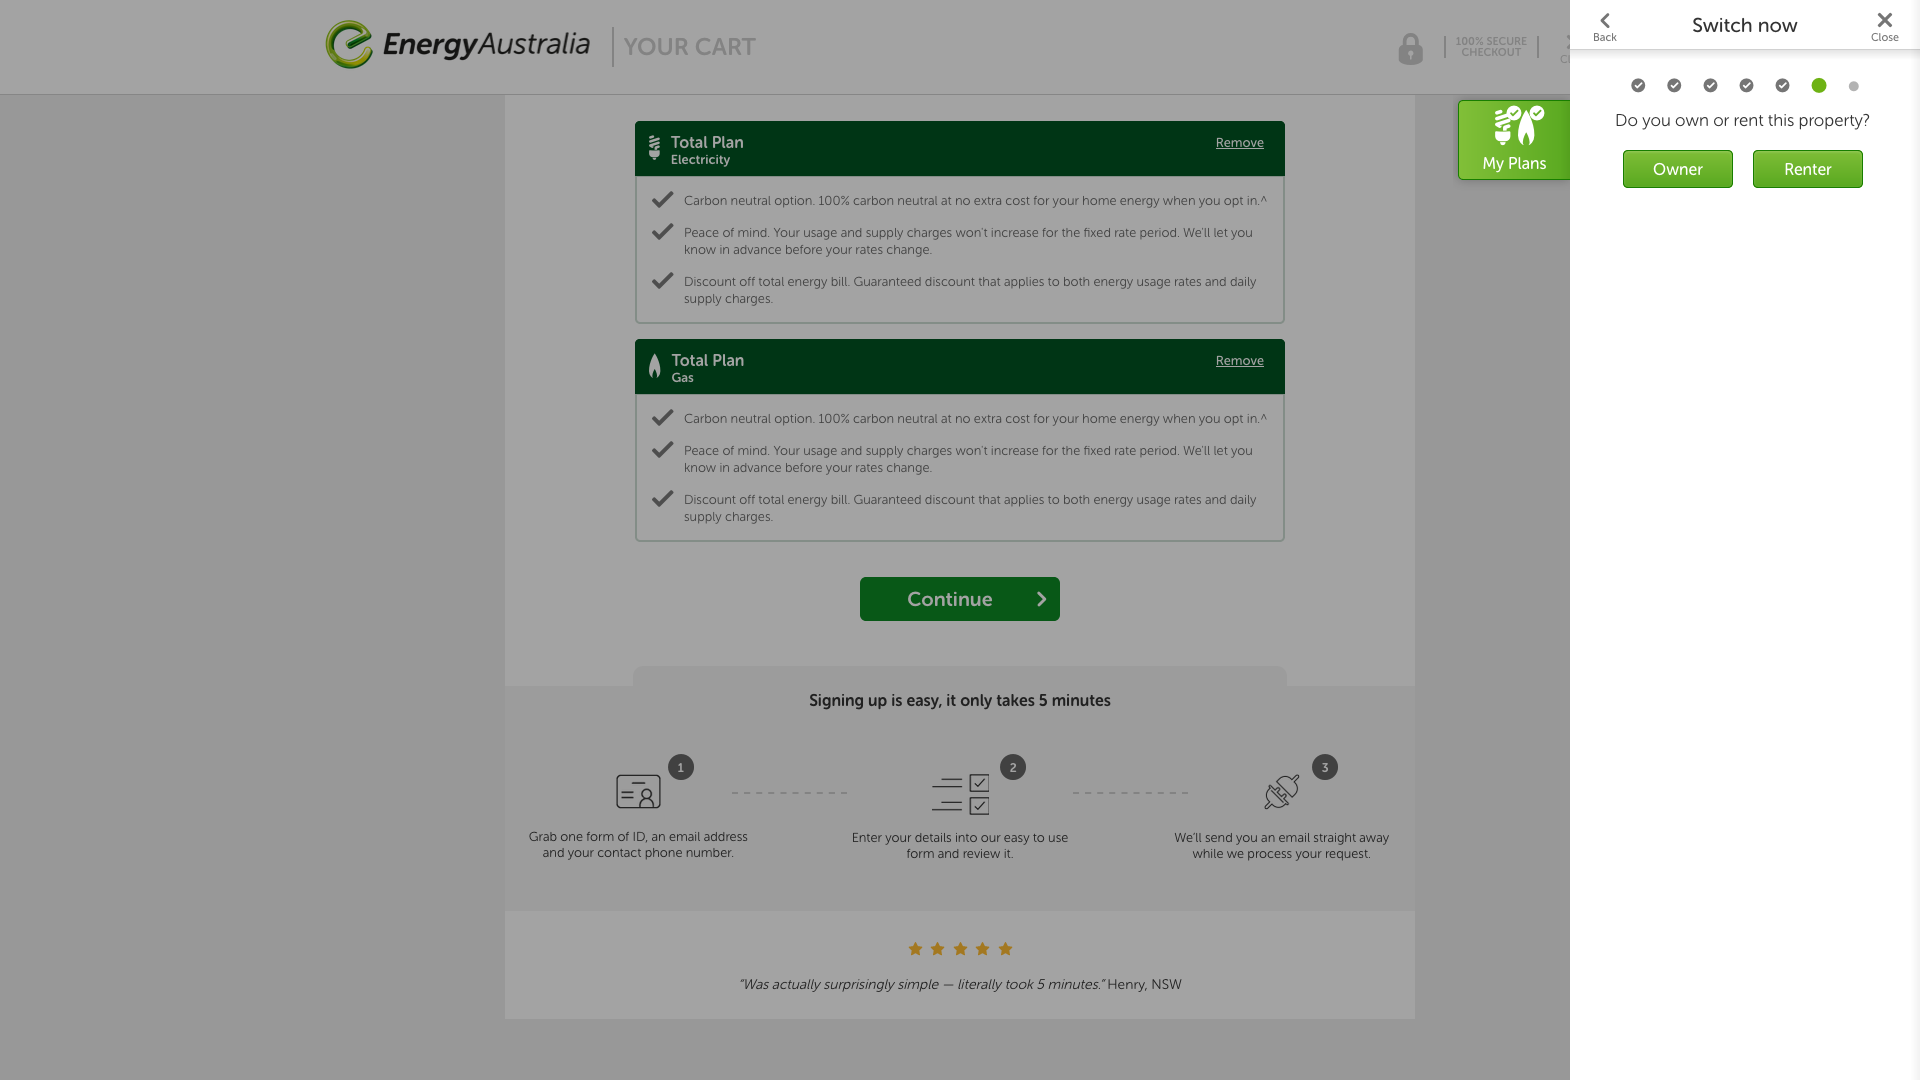 EnergyAustralia
YOUR CART
100% SECURE
CHECKOUT
Back
Switch now
Close
Do you own or rent this property?
Owner
Renter
My Plans
Total Plan
Electricity
Remove
Carbon neutral option. 100% carbon neutral at no extra cost for your home energy when you opt in.^
Peace of mind. Your usage and supply charges won't increase for the fixed rate period. We'll let you
know in advance before your rates change.
Discount off total energy bill. Guaranteed discount that applies to both energy usage rates and daily
supply charges.
Total Plan
Gas
Remove
Carbon neutral option. 100% carbon neutral at no extra cost for your home energy when you opt in.^
Peace of mind. Your usage and supply charges won't increase for the fixed rate period. We'll let you
know in advance before your rates change.
Discount off total energy bill. Guaranteed discount that applies to both energy usage rates and daily
supply charges.
Continue
Signing up is easy, it only takes 5 minutes
1
Grab one form of ID, an email address
and your contact phone number.
2
Enter your details into our easy to use
form and review it.
3
We'll send you an email straight away
while we process your request.
"Was actually surprisingly simple — literally took 5 minutes." Henry, NSW